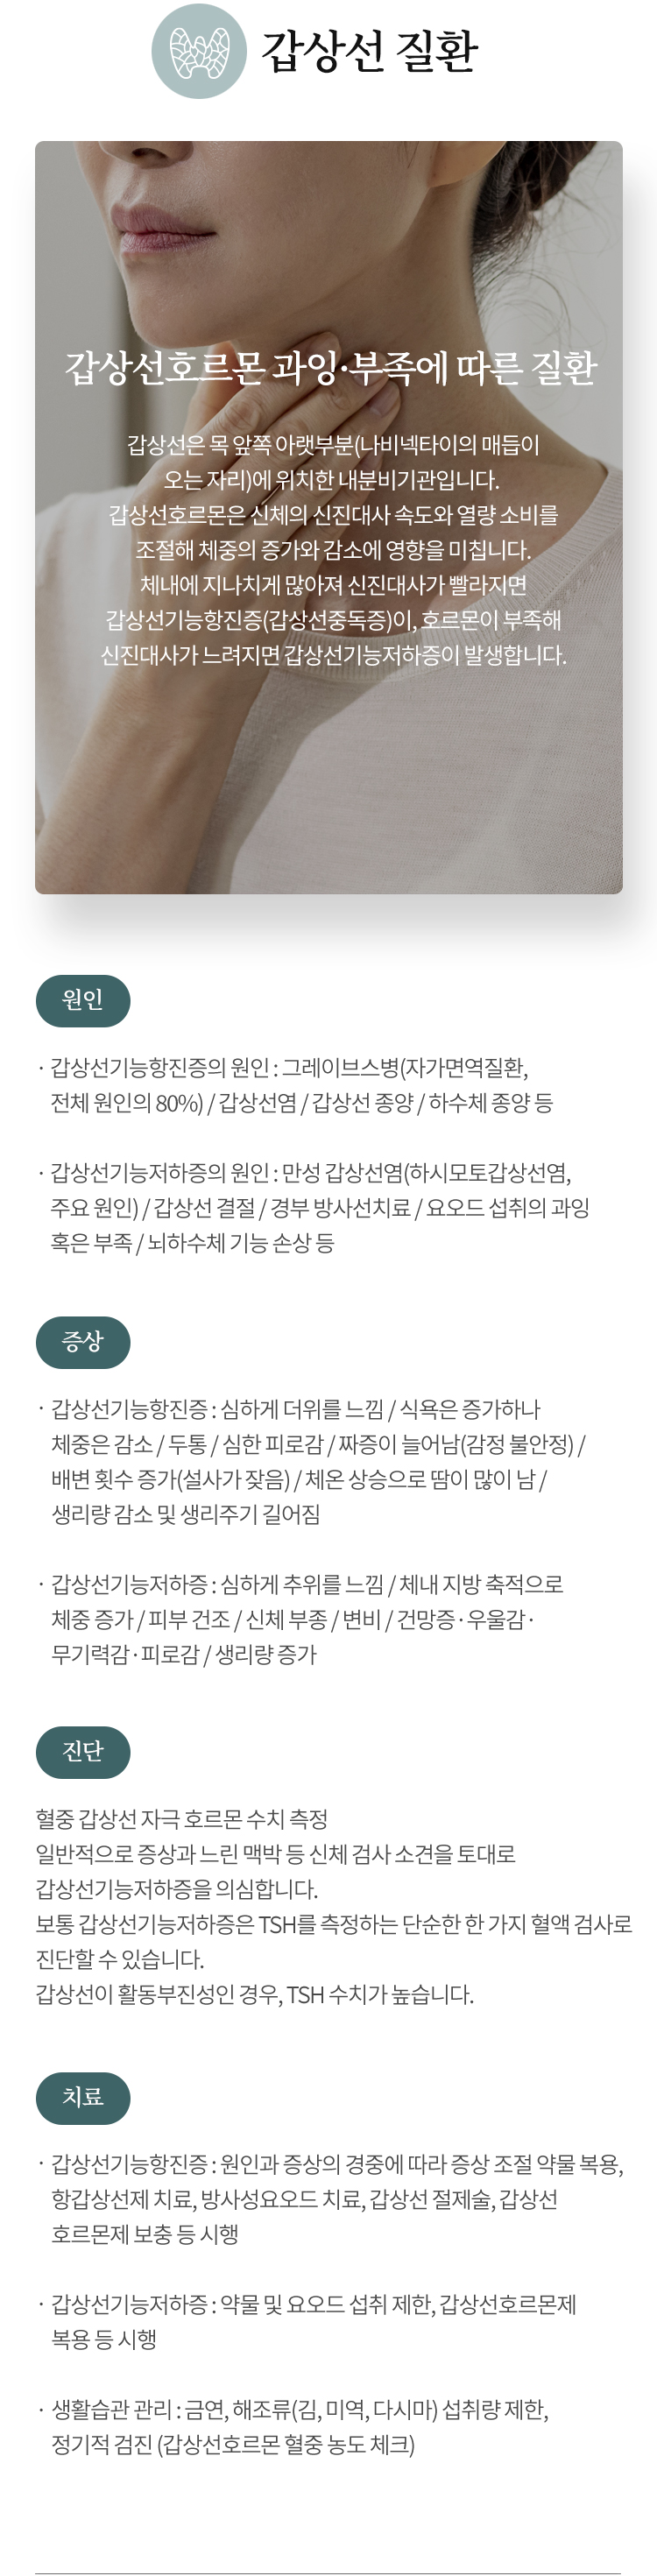 갑상선 질환
갑상선호르몬 과잉·부족에 따른 질환
갑상선은 목 앞쪽 아랫부분(나비넥타이의 매듭이
오는 자리)에 위치한 내분비기관입니다.
갑상선호르몬은 신체의 신진대사 속도와 열량 소비를
조절해 체중의 증가와 감소에 영향을 미칩니다.
체내에 지나치게 많아져 신진대사가 빨라지면
갑상선기능항진증(갑상선중독증)이, 호르몬이 부족해
신진대사가 느려지면 갑상선기능저하증이 발생합니다.
원인
· 갑상선기능항진증의 원인 : 그레이브스병(자가면역질환,
전체 원인의 80%) / 갑상선염 / 갑상선 종양 / 하수체 종양 등
· 갑상선기능저하증의 원인 : 만성 갑상선염(하시모토갑상선염,
주요 원인) / 갑상선 결절 / 경부 방사선치료 / 요오드 섭취의 과잉
혹은 부족 / 뇌하수체 기능 손상 등
증상
· 갑상선기능항진증 : 심하게 더위를 느낌 / 식욕은 증가하나
체중은 감소 / 두통 / 심한 피로감 / 짜증이 늘어남(감정 불안정) /
배변 횟수 증가(설사가 잦음) / 체온 상승으로 땀이 많이 남 /
생리량 감소 및 생리주기 길어짐
· 갑상선기능저하증 : 심하게 추위를 느낌 / 체내 지방 축적으로
체중 증가 / 피부 건조 / 신체 부종 / 변비 / 건망증·우울감·
무기력감·피로감 / 생리량 증가
진단
혈중 갑상선 자극 호르몬 수치 측정
일반적으로 증상과 느린 맥박 등 신체 검사 소견을 토대로
갑상선기능저하증을 의심합니다.
보통 갑상선기능저하증은 TSH를 측정하는 단순한 한 가지 혈액 검사로
진단할 수 있습니다.
갑상선이 활동부진성인 경우, TSH 수치가 높습니다.
치료
· 갑상선기능항진증 : 원인과 증상의 경중에 따라 증상 조절 약물 복용,
항갑상선제 치료, 방사성요오드 치료, 갑상선 절제술, 갑상선
호르몬제 보충 등 시행
· 갑상선기능저하증 : 약물 및 요오드 섭취 제한, 갑상선호르몬제
복용 등 시행
· 생활습관 관리 : 금연, 해조류(김, 미역, 다시마) 섭취량 제한,
정기적 검진 (갑상선호르몬 혈중 농도 체크)